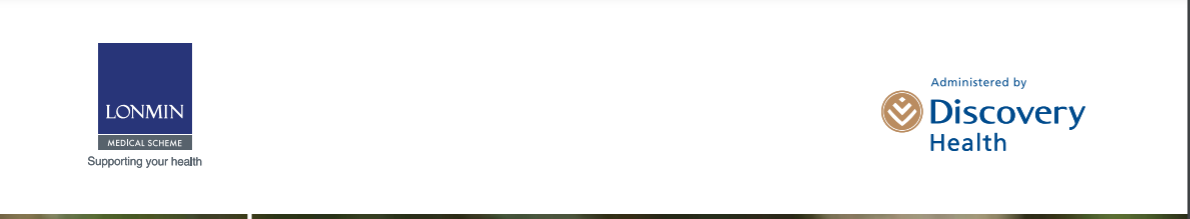 LONMIN
MEDICAL SCHEME
Supporting your health
Administered by
Discovery
Health